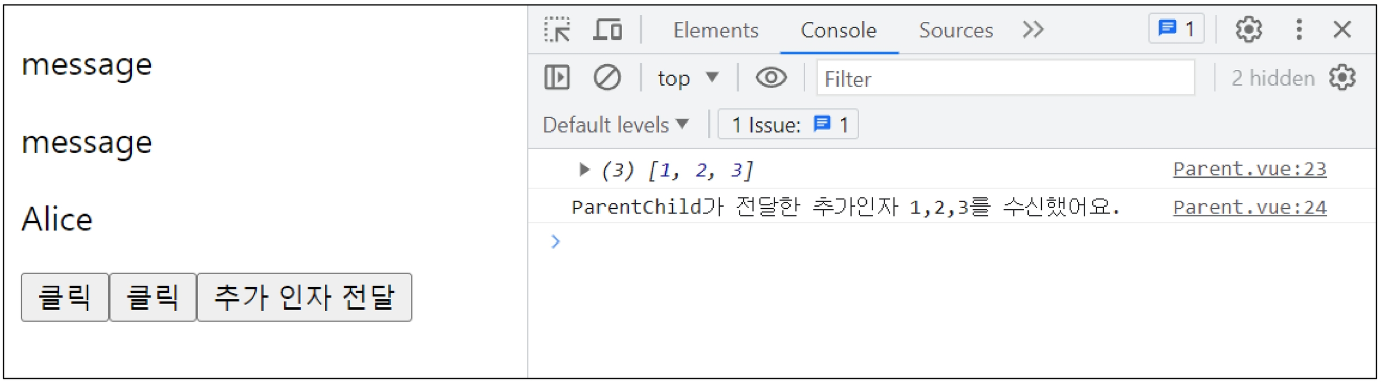 message
message
Alice
클릭 클릭 추가 인자 전달
Elements Console Sources 1
top Filter 2 hidden
Default levels 1 Issue: 1
(3) [1, 2, 3] Parent.vue:23
ParentChild가 전달한 추가인자 1,2,3를 수신했어요. Parent.vue:24